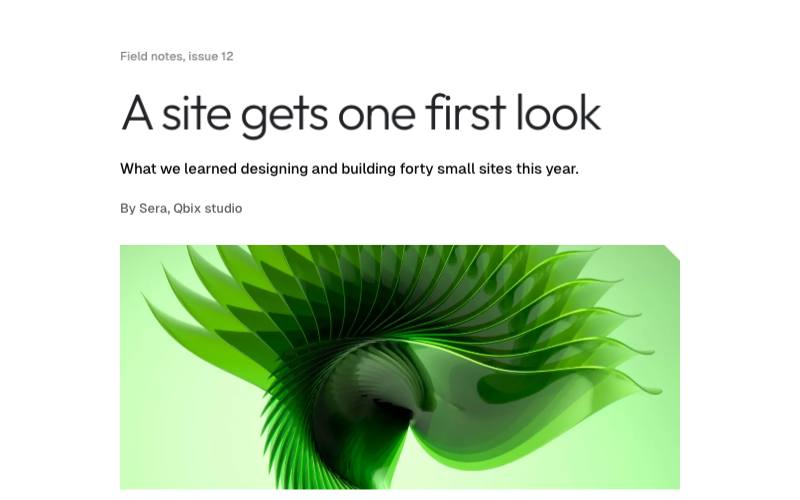 Field notes, issue 12
A site gets one first look
What we learned designing and building forty small sites this year.
By Sera, Qbix studio